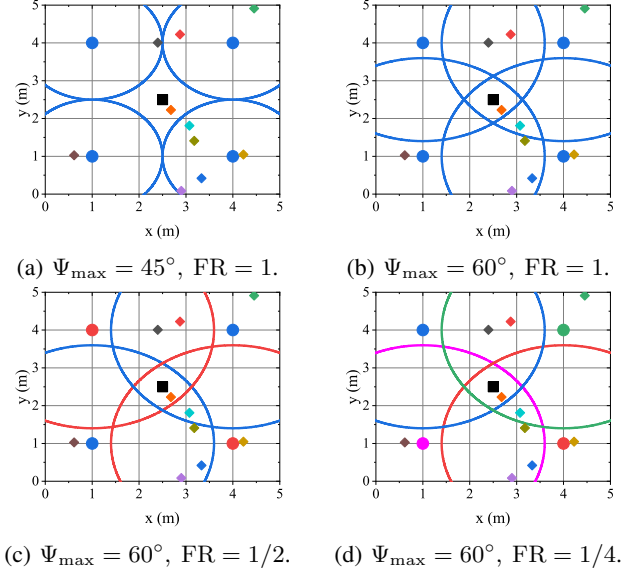 5
4
3
2
1
0
y (m)
0 1 2 3 4 5
x (m)
(a) Ψmax = 45°, FR = 1.
5
4
3
2
1
0
y (m)
0 1 2 3 4 5
x (m)
(b) Ψmax = 60°, FR = 1.
5
4
3
2
1
0
y (m)
0 1 2 3 4 5
x (m)
(c) Ψmax = 60°, FR = 1/2.
5
4
3
2
1
0
y (m)
0 1 2 3 4 5
x (m)
(d) Ψmax = 60°, FR = 1/4.